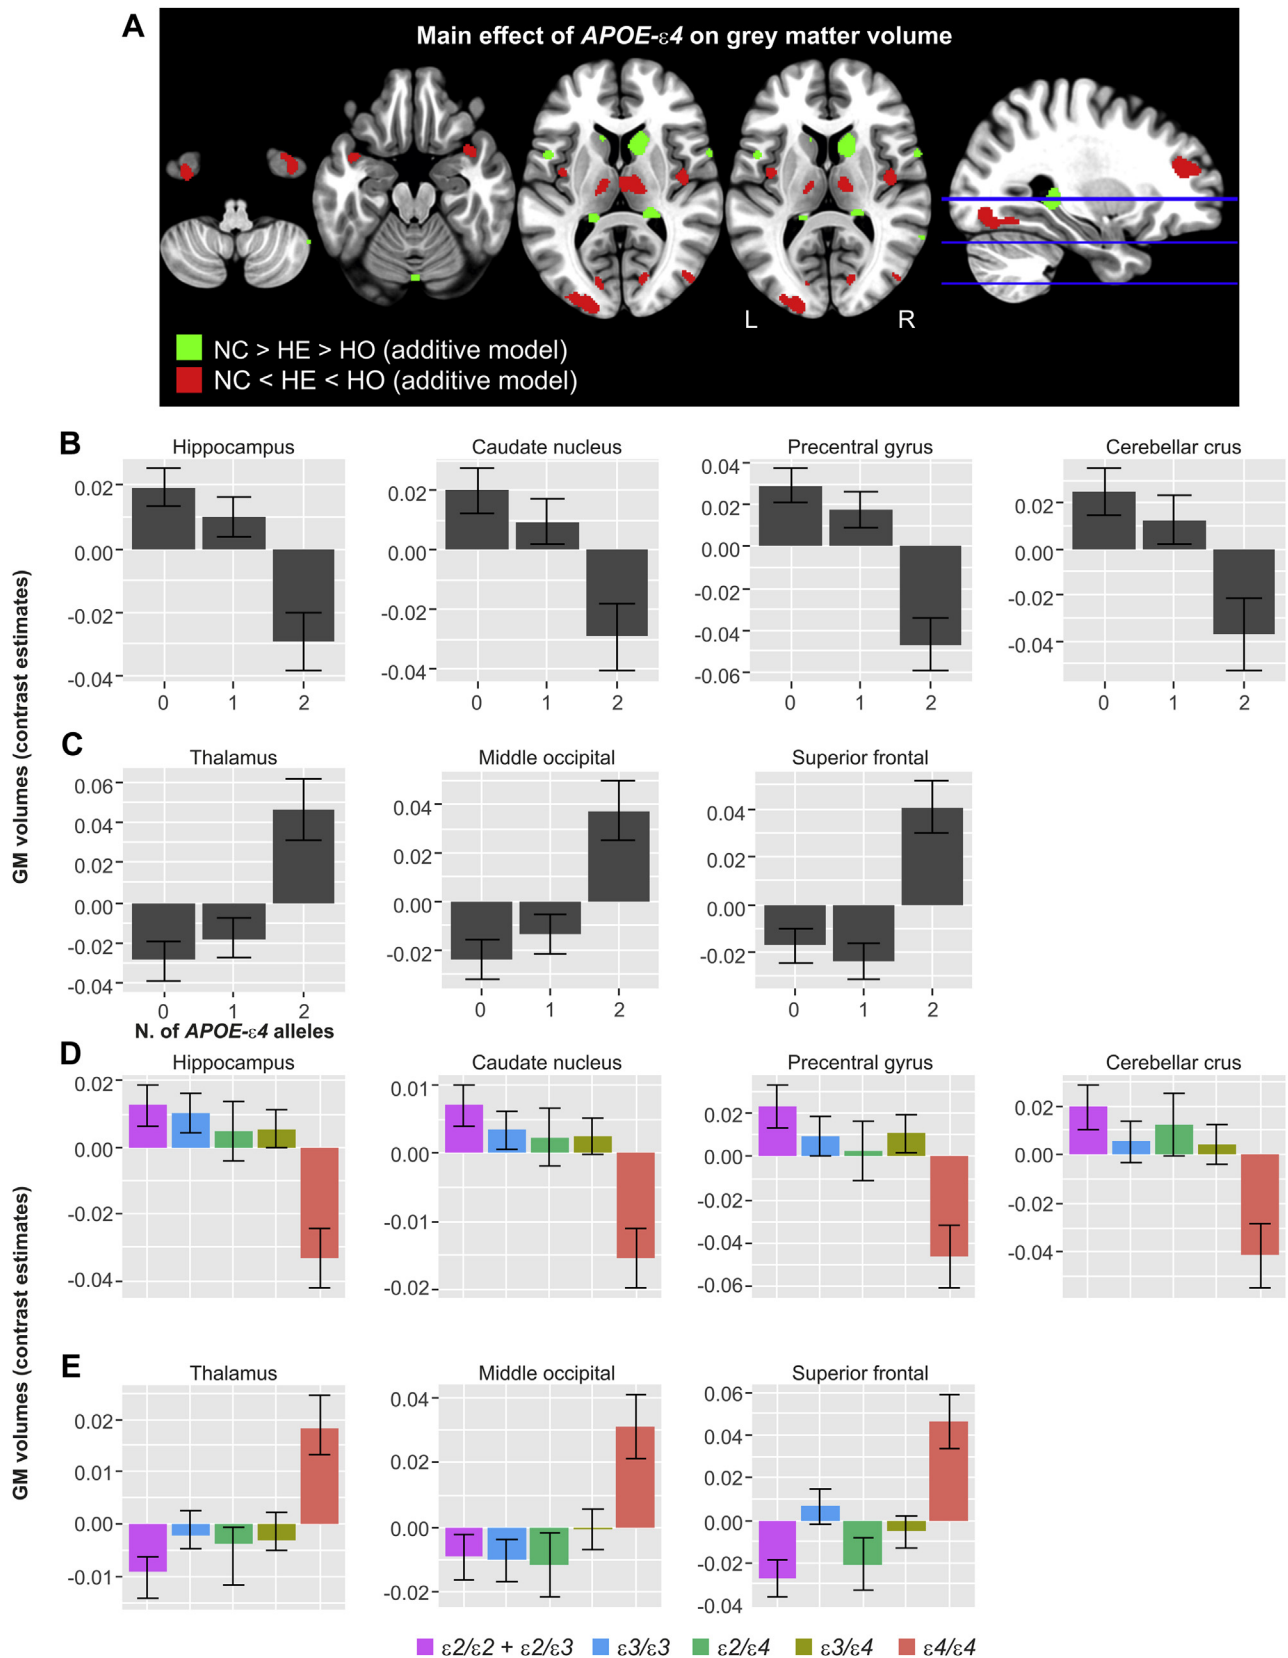 A
Main effect of APOE-ε4 on grey matter volume
L R
NC > HE > HO (additive model)
NC < HE < HO (additive model)
GM volumes (contrast estimates)
B
Hippocampus
0.02
0.00
-0.02
-0.04
0 1 2
Caudate nucleus
0.02
0.00
-0.02
-0.04
0 1 2
Precentral gyrus
0.04
0.02
0.00
-0.02
-0.04
-0.06
0 1 2
Cerebellar crus
0.02
0.00
-0.02
-0.04
0 1 2
C
Thalamus
0.06
0.04
0.02
0.00
-0.02
-0.04
0 1 2
N. of APOE-ε4 alleles
Middle occipital
0.04
0.02
0.00
-0.02
0 1 2
Superior frontal
0.04
0.02
0.00
-0.02
0 1 2
GM volumes (contrast estimates)
D
Hippocampus
0.02
0.00
-0.02
-0.04
Caudate nucleus
0.01
0.00
-0.01
-0.02
Precentral gyrus
0.02
0.00
-0.02
-0.04
-0.06
Cerebellar crus
0.02
0.00
-0.02
-0.04
E
Thalamus
0.02
0.01
0.00
-0.01
Middle occipital
0.04
0.02
0.00
-0.02
Superior frontal
0.06
0.04
0.02
0.00
-0.02
-0.04
ε2/ε2 + ε2/ε3 ε3/ε3 ε2/ε4 ε3/ε4 ε4/ε4